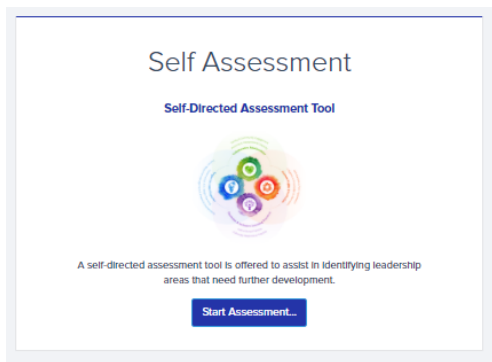 Self Assessment
Self-Directed Assessment Tool
A self-directed assessment tool is offered to assist in identifying leadership
areas that need further development.
Start Assessment...